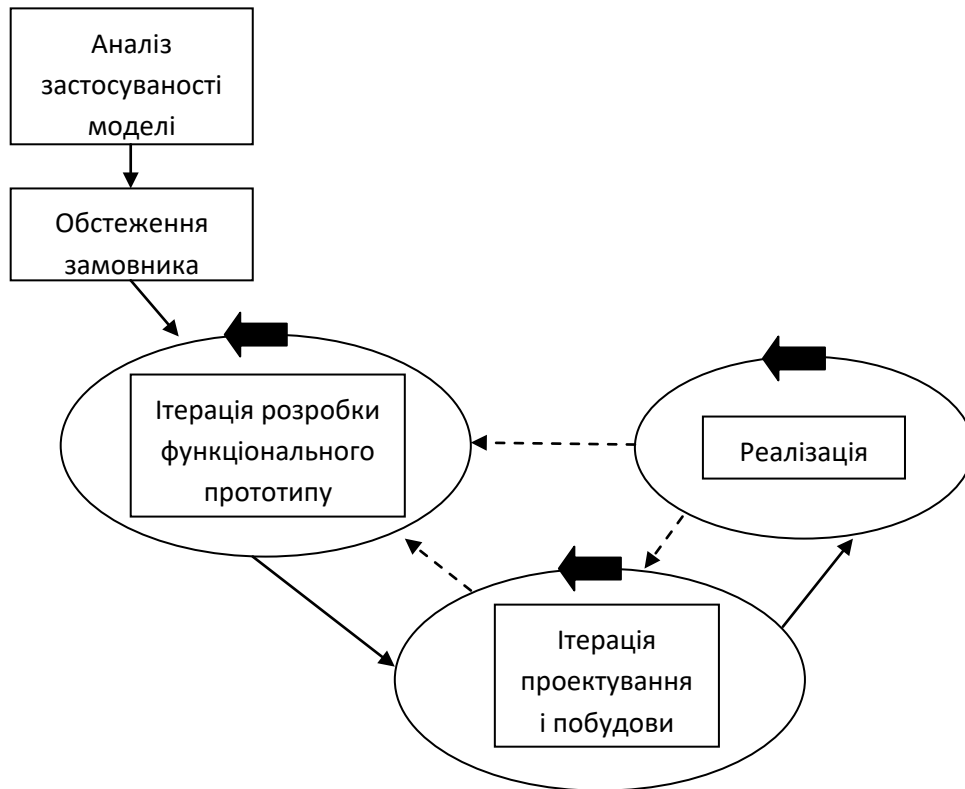 Аналіз
застосуваності
моделі
Обстеження
замовника
Ітерація розробки
функціонального
прототипу
Реалізація
Ітерація
проектування
і побудови